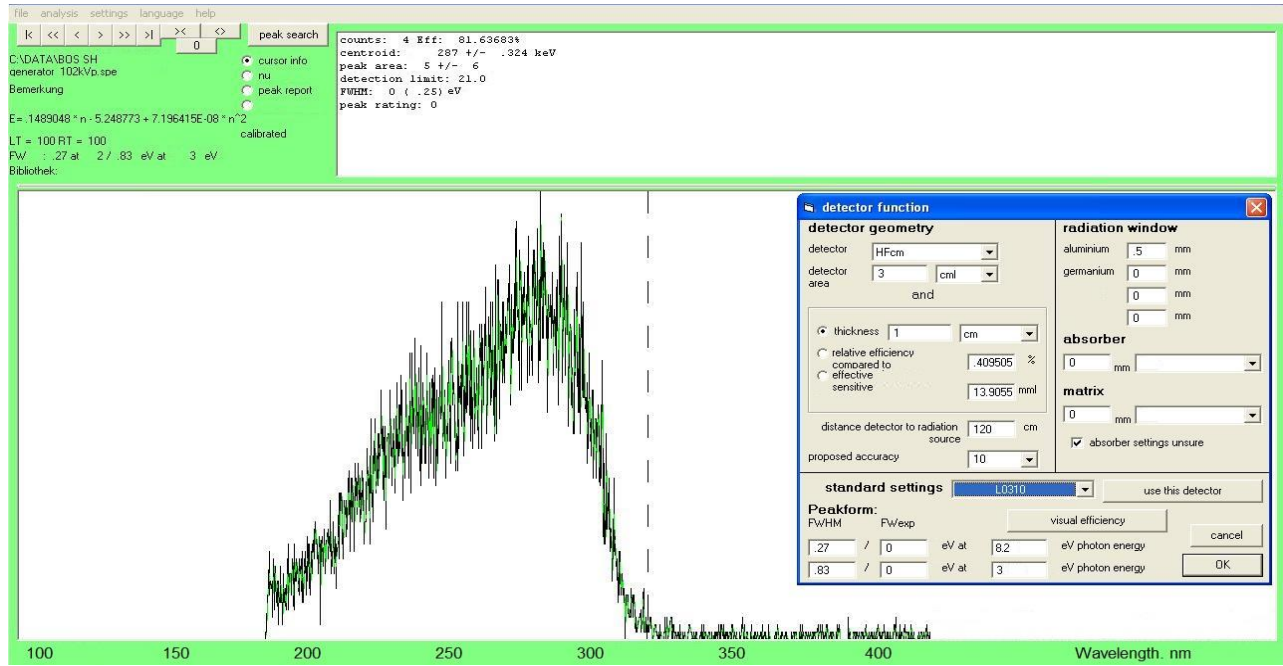 file analysis settings language help
|< << < > >> >| >< <> peak search
0
C:\DATA\BOS SH
generator 102kVp.spe
Bemerkung
E= .1489048 * n - 5.248773 + 7.196415E-08 * n^2
LT = 100 RT = 100
FW : .27 at 2 / .83 eV at 3 eV
Bibliothek:
cursor info
nu
peak report
calibrated
counts: 4 Eff: 81.63683%
centroid: 287 +/- .324 keV
peak area: 5 +/- 6
detection limit: 21.0
FWHM: 0 ( .25) eV
peak rating: 0
detector function
detector geometry
detector HFcm
detector area 3 cml
and
thickness 1 cm
relative efficiency
compared to .409505 %
effective
sensitive 13.9055 mml
distance detector to radiation
source 120 cm
proposed accuracy 10
radiation window
aluminium .5 mm
germanium 0 mm
0 mm
0 mm
absorber
0 mm
matrix
0 mm
absorber settings unsure
standard settings L0310 use this detector
Peakform:
FWHM FWexp visual efficiency
.27 / 0 eV at 8.2 eV photon energy cancel
.83 / 0 eV at 3 eV photon energy OK
100 150 200 250 300 350 400 Wavelength. nm